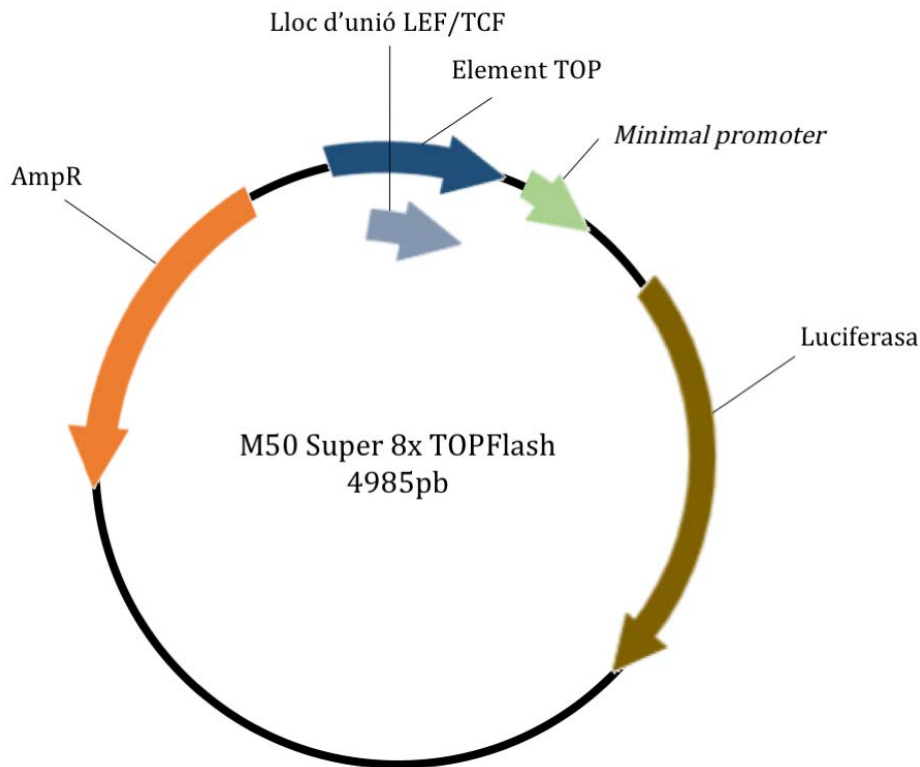 Lloc d’unió LEF/TCF
Element TOP
Minimal promoter
AmpR
Luciferasa
M50 Super 8x TOPFlash
4985pb